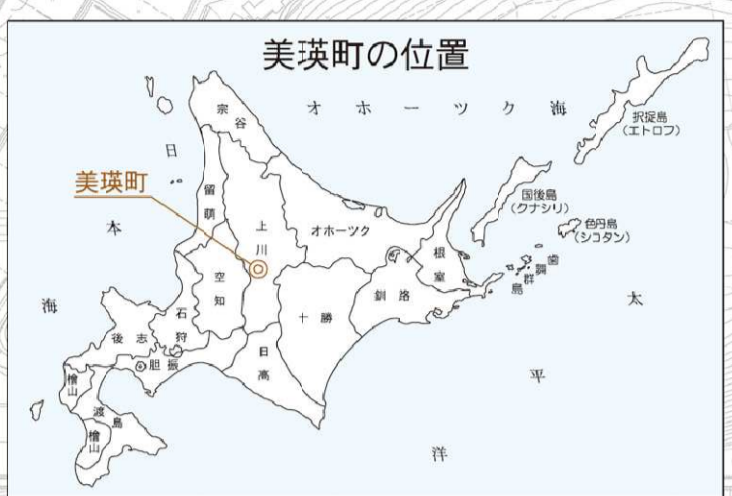 美瑛町の位置
オホーツク海
宗谷
択捉島
(エトロフ)
日本海
美瑛町
留萌
上川
オホーツク
国後島
(クナシリ)
色丹島
(シコタン)
根室
歯調群島
空知
釧路
太平洋
十勝
石狩
後志
胆振
日高
檜山
渡島
檜山